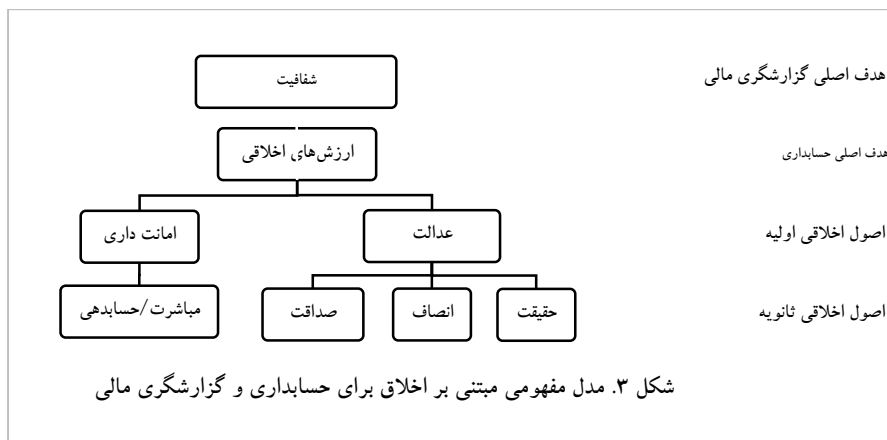 هدف اصلی گزارشگری مالی
شفافیت
هدف اصلی حسابداری
ارزش‌های اخلاقی
اصول اخلاقی اولیه
عدالت
امانت داری
اصول اخلاقی ثانویه
حقیقت
انصاف
صداقت
مباشرت/حسابدهی
شکل ۳. مدل مفهومی مبتنی بر اخلاق برای حسابداری و گزارشگری مالی